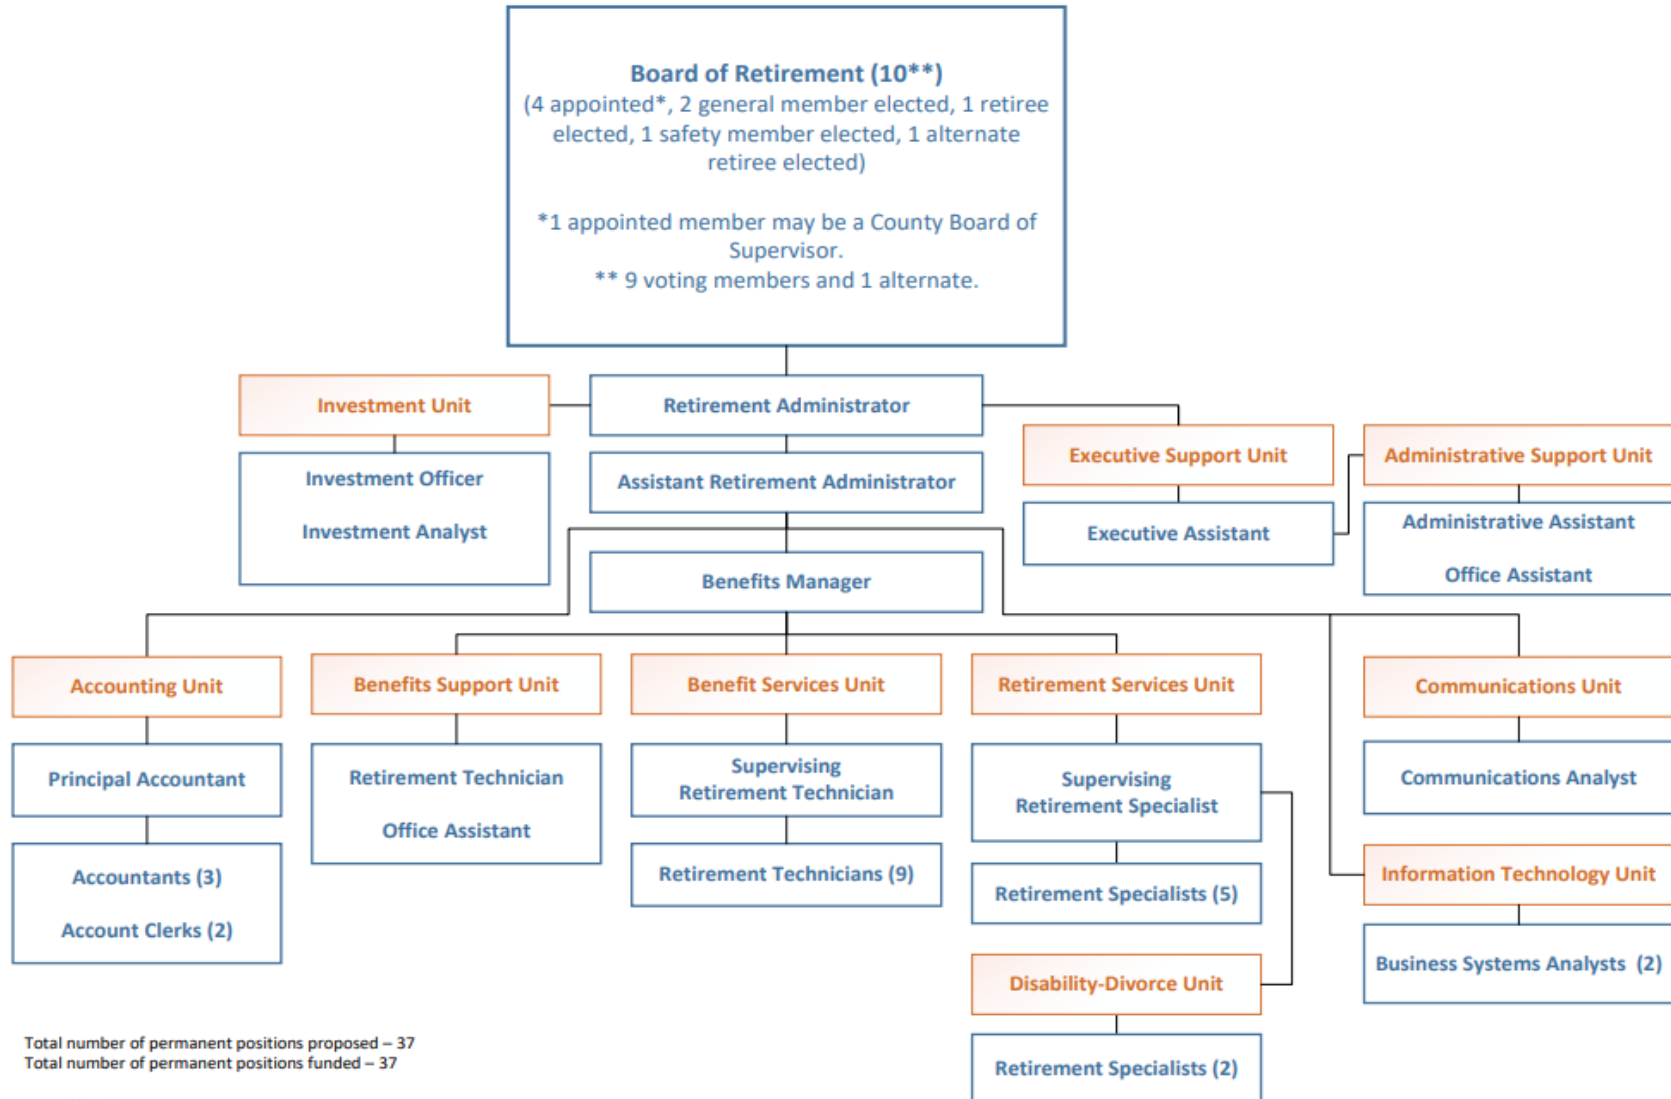 Board of Retirement (10**)
(4 appointed*, 2 general member elected, 1 retiree
elected, 1 safety member elected, 1 alternate
retiree elected)
*1 appointed member may be a County Board of
Supervisor.
** 9 voting members and 1 alternate.
Investment Unit
Retirement Administrator
Executive Support Unit
Administrative Support Unit
Investment Officer
Investment Analyst
Assistant Retirement Administrator
Executive Assistant
Administrative Assistant
Office Assistant
Benefits Manager
Accounting Unit
Benefits Support Unit
Benefit Services Unit
Retirement Services Unit
Communications Unit
Principal Accountant
Retirement Technician
Office Assistant
Supervising
Retirement Technician
Supervising
Retirement Specialist
Communications Analyst
Accountants (3)
Account Clerks (2)
Retirement Technicians (9)
Retirement Specialists (5)
Information Technology Unit
Business Systems Analysts (2)
Disability-Divorce Unit
Retirement Specialists (2)
Total number of permanent positions proposed – 37
Total number of permanent positions funded – 37